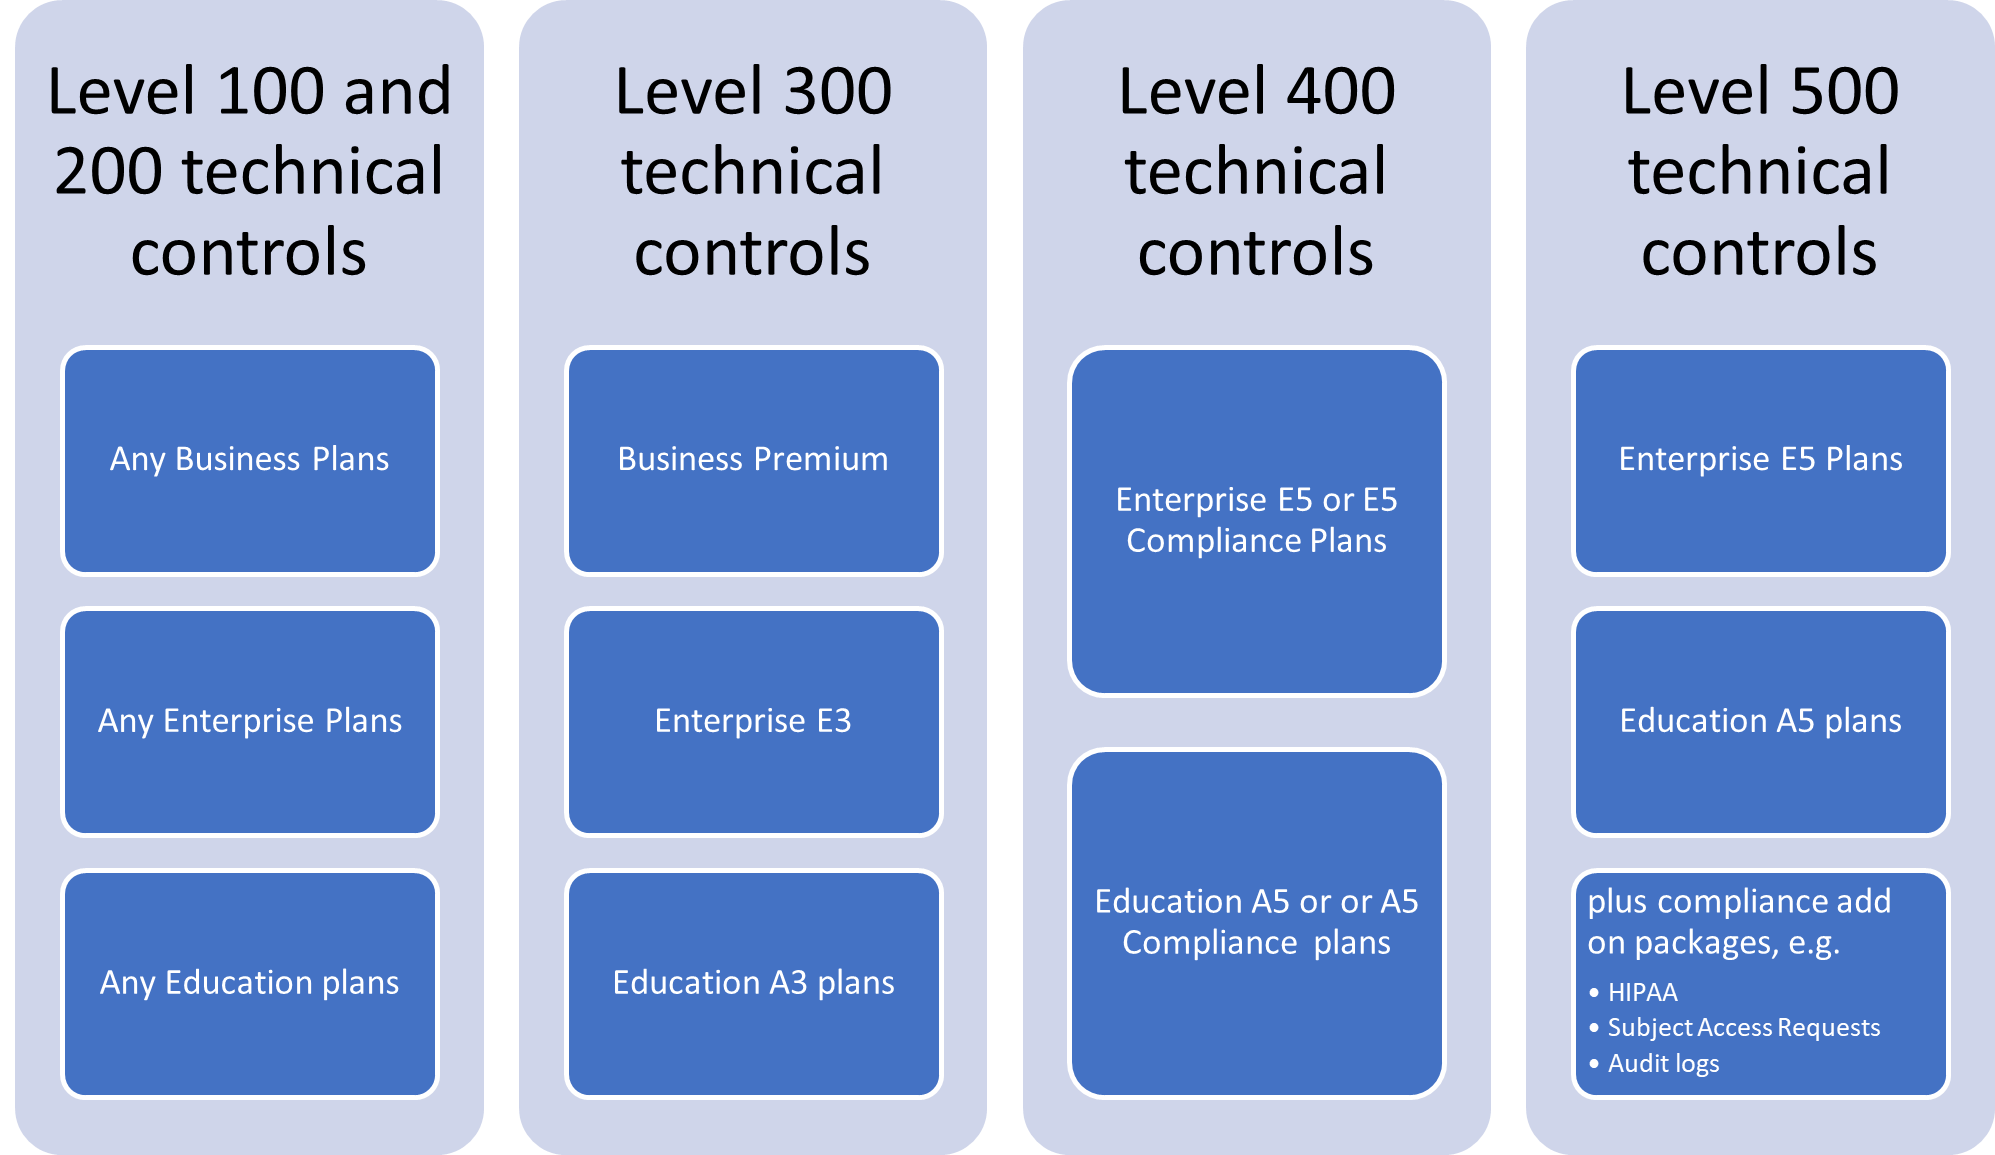 Level 100 and
200 technical
controls
Any Business Plans
Any Enterprise Plans
Any Education plans
Level 300
technical
controls
Business Premium
Enterprise E3
Education A3 plans
Level 400
technical
controls
Enterprise E5 or E5
Compliance Plans
Education A5 or or A5
Compliance plans
Level 500
technical
controls
Enterprise E5 Plans
Education A5 plans
plus compliance add
on packages, e.g.
• HIPAA
• Subject Access Requests
• Audit logs